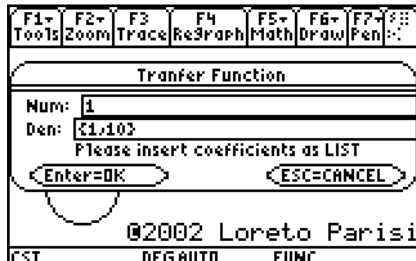 F1▾ F2▾ F3 F4 F5▾ F6▾ F7▾
Tools Zoom Trace Regraph Math Draw Pen
Tranfer Function
Num: 1
Den: {1,10}
Please insert coefficients as LIST
Enter=OK ESC=CANCEL
©2002 Loreto Parisi
CST DEG AUTO FUNC